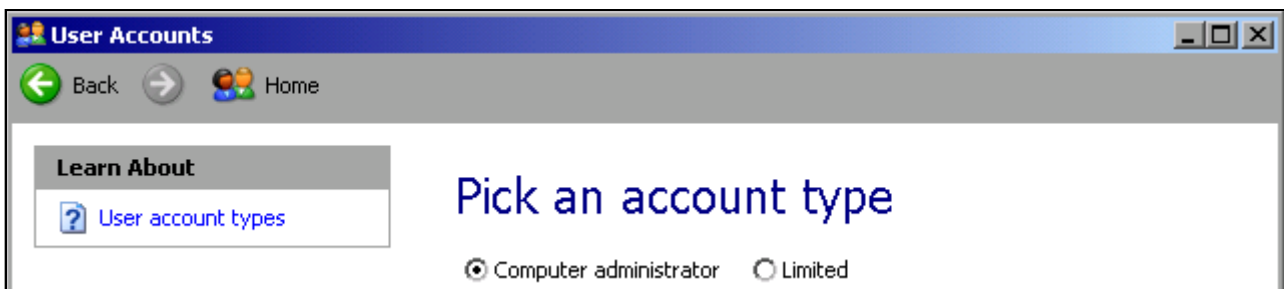 User Accounts
Back Home
Learn About
User account types
Pick an account type
Computer administrator Limited